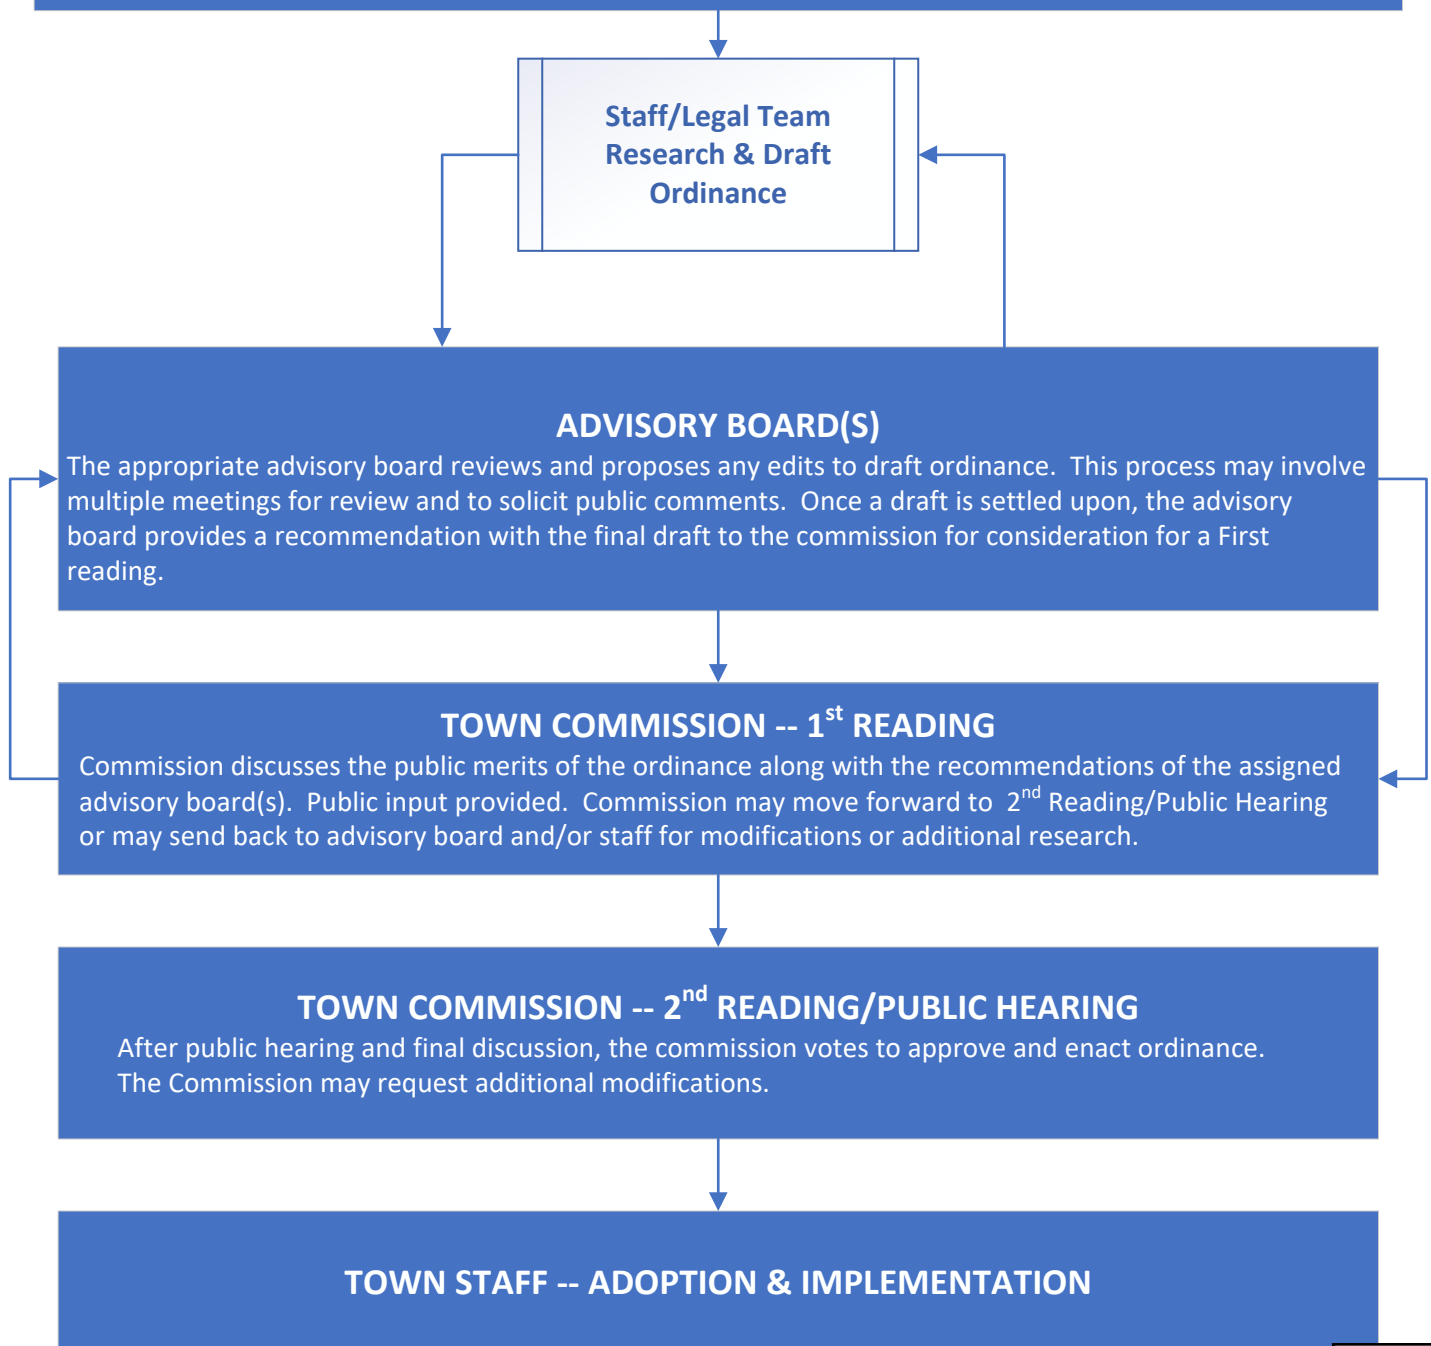 Staff/Legal Team
Research & Draft
Ordinance
ADVISORY BOARD(S)
The appropriate advisory board reviews and proposes any edits to draft ordinance.  This process may involve
multiple meetings for review and to solicit public comments.  Once a draft is settled upon, the advisory
board provides a recommendation with the final draft to the commission for consideration for a First
reading.
TOWN COMMISSION -- 1st READING
Commission discusses the public merits of the ordinance along with the recommendations of the assigned
advisory board(s).  Public input provided.  Commission may move forward to  2nd Reading/Public Hearing
or may send back to advisory board and/or staff for modifications or additional research.
TOWN COMMISSION -- 2nd READING/PUBLIC HEARING
After public hearing and final discussion, the commission votes to approve and enact ordinance.
The Commission may request additional modifications.
TOWN STAFF -- ADOPTION & IMPLEMENTATION